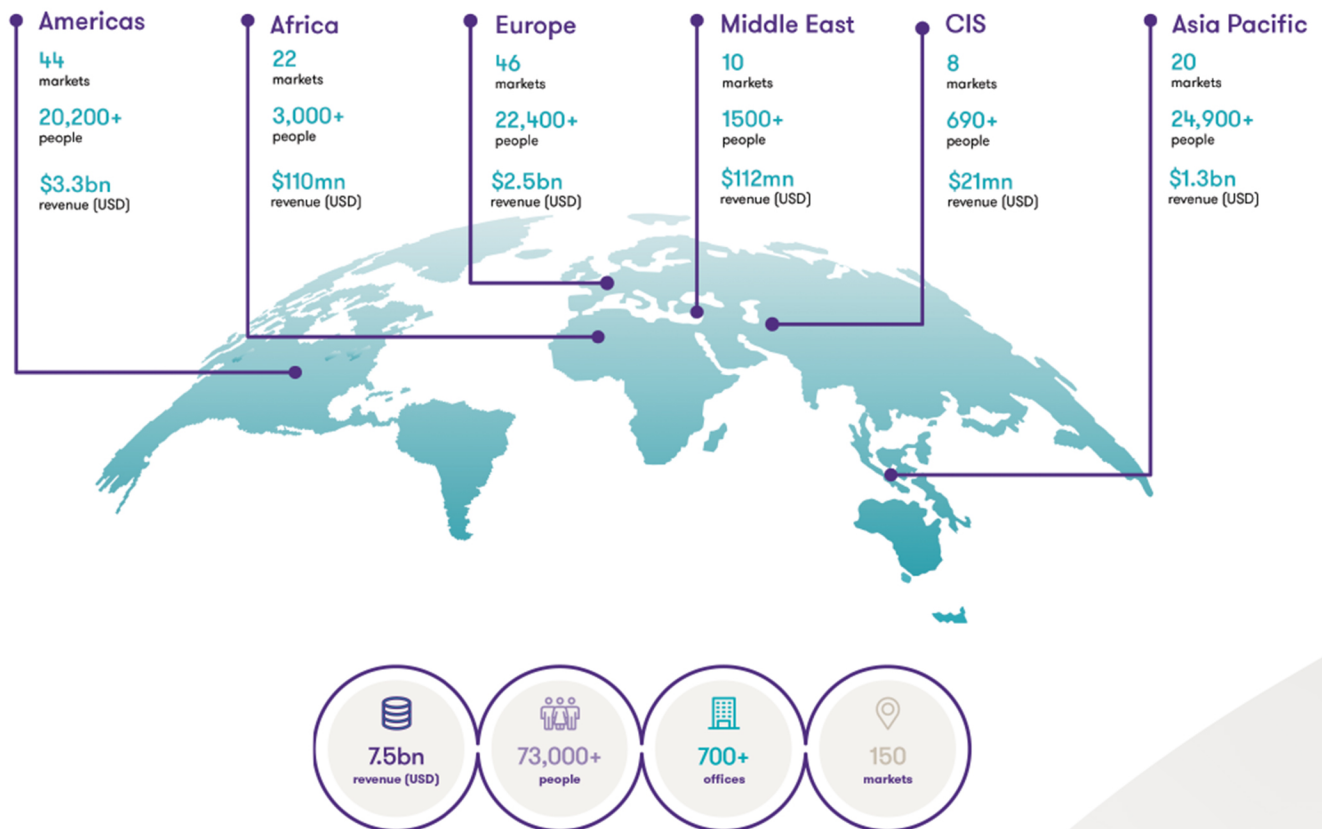 Americas
44
markets
20,200+
people
$3.3bn
revenue (USD)
Africa
22
markets
3,000+
people
$110mn
revenue (USD)
Europe
46
markets
22,400+
people
$2.5bn
revenue (USD)
Middle East
10
markets
1500+
people
$112mn
revenue (USD)
CIS
8
markets
690+
people
$21mn
revenue (USD)
Asia Pacific
20
markets
24,900+
people
$1.3bn
revenue (USD)
7.5bn
revenue (USD)
73,000+
people
700+
offices
150
markets